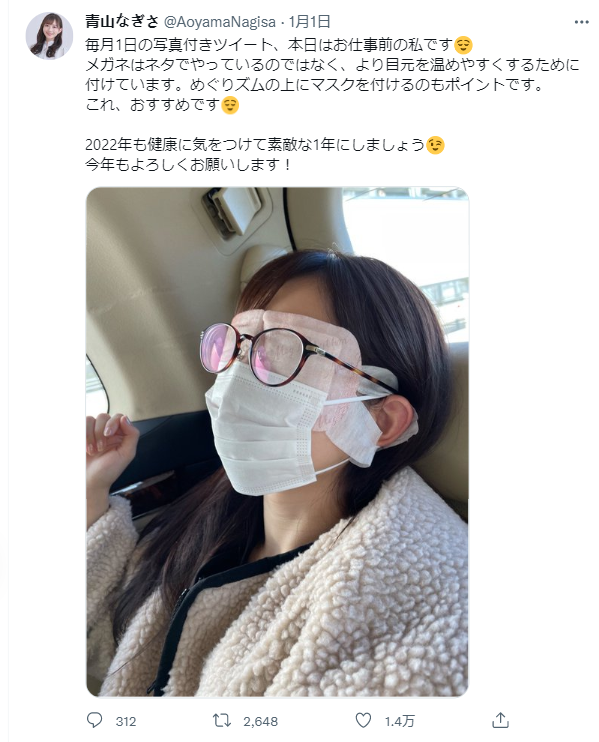 青山なぎさ @AoyamaNagisa · 1月1日
毎月1日の写真付きツイート、本日はお仕事前の私です😌
メガネはネタでやっているのではなく、より目元を温めやすくするために
付けています。めぐりズムの上にマスクを付けるのもポイントです。
これ、おすすめです😌
2022年も健康に気をつけて素敵な1年にしましょう😉
今年もよろしくお願いします！
312 2,648 1.4万